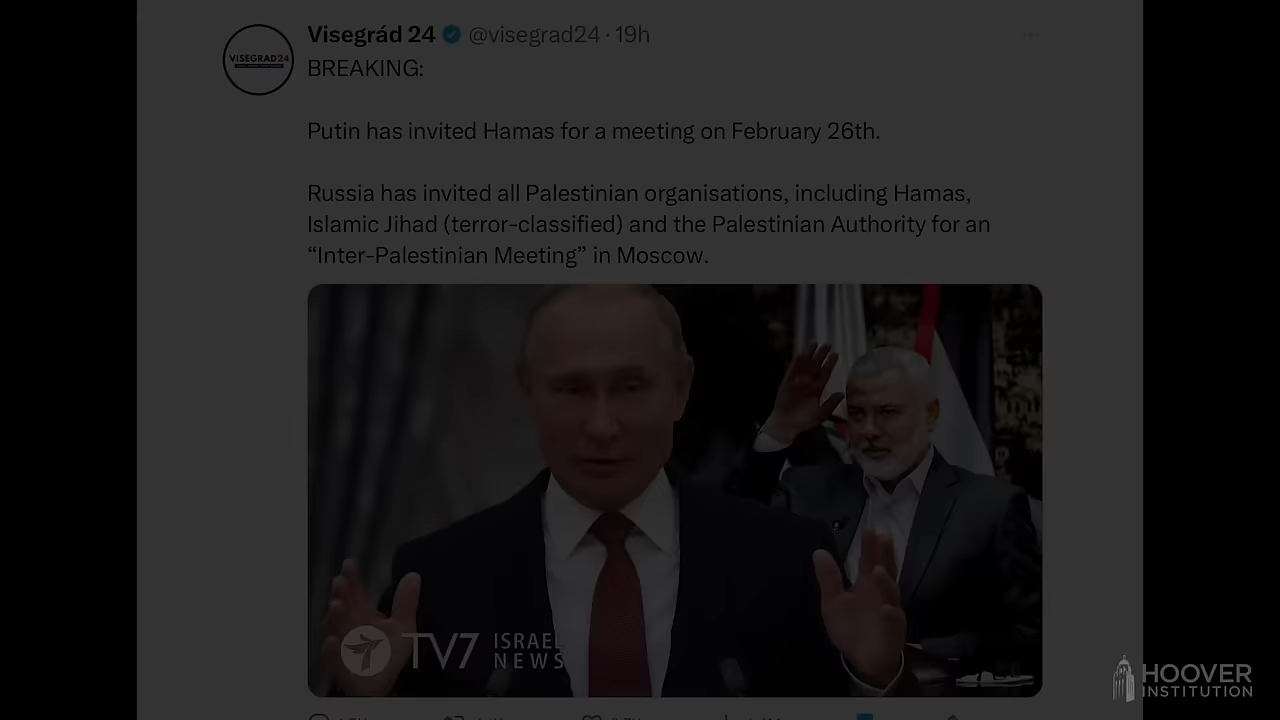 Visegrád 24 @visegrad24 · 19h
VISEGRAD24
BREAKING:
Putin has invited Hamas for a meeting on February 26th.
Russia has invited all Palestinian organisations, including Hamas,
Islamic Jihad (terror-classified) and the Palestinian Authority for an
“Inter-Palestinian Meeting” in Moscow.
TV7 ISRAEL
NEWS
HOOVER
INSTITUTION